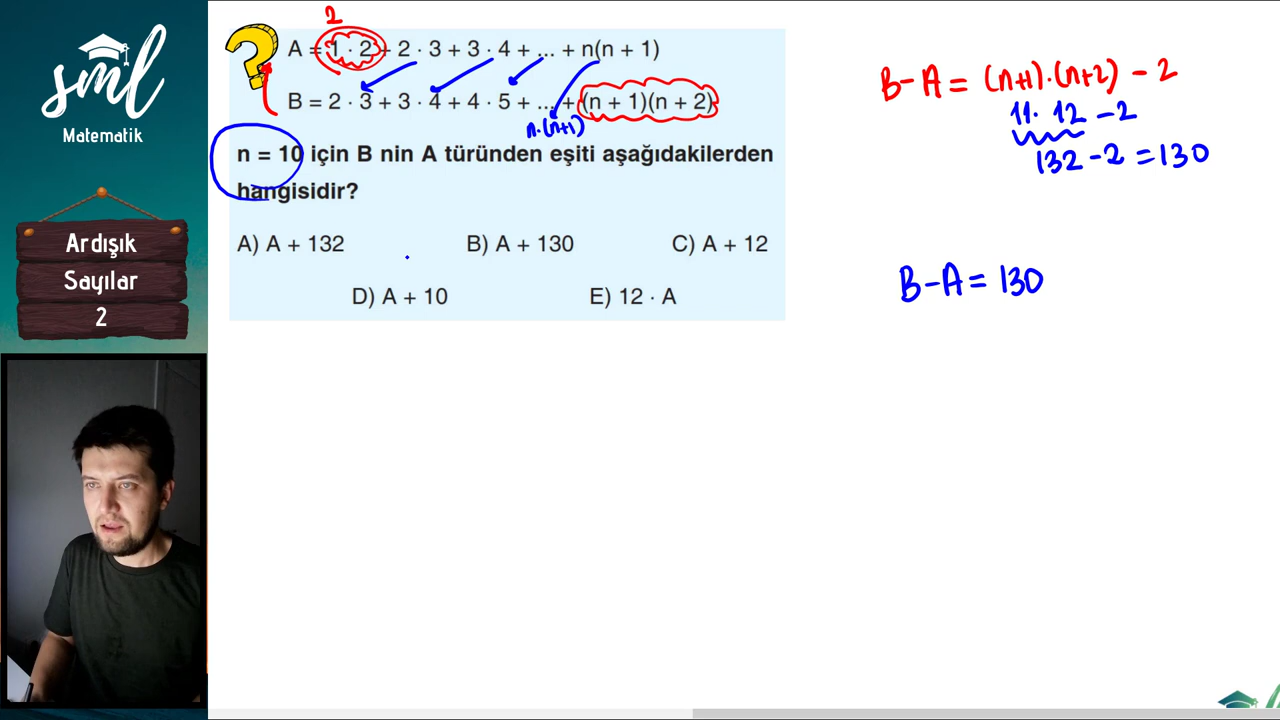 sml
Matematik
Ardışık
Sayılar
2
2
A = 1 · 2 + 2 · 3 + 3 · 4 + ... + n(n + 1)
B = 2 · 3 + 3 · 4 + 4 · 5 + ... + (n + 1)(n + 2)
n.(n+1)
n = 10 için B nin A türünden eşiti aşağıdakilerden
hangisidir?
A) A + 132 B) A + 130 C) A + 12
D) A + 10 E) 12 · A
B-A = (n+1).(n+2) - 2
11. 12 - 2
132 - 2 = 130
B-A = 130